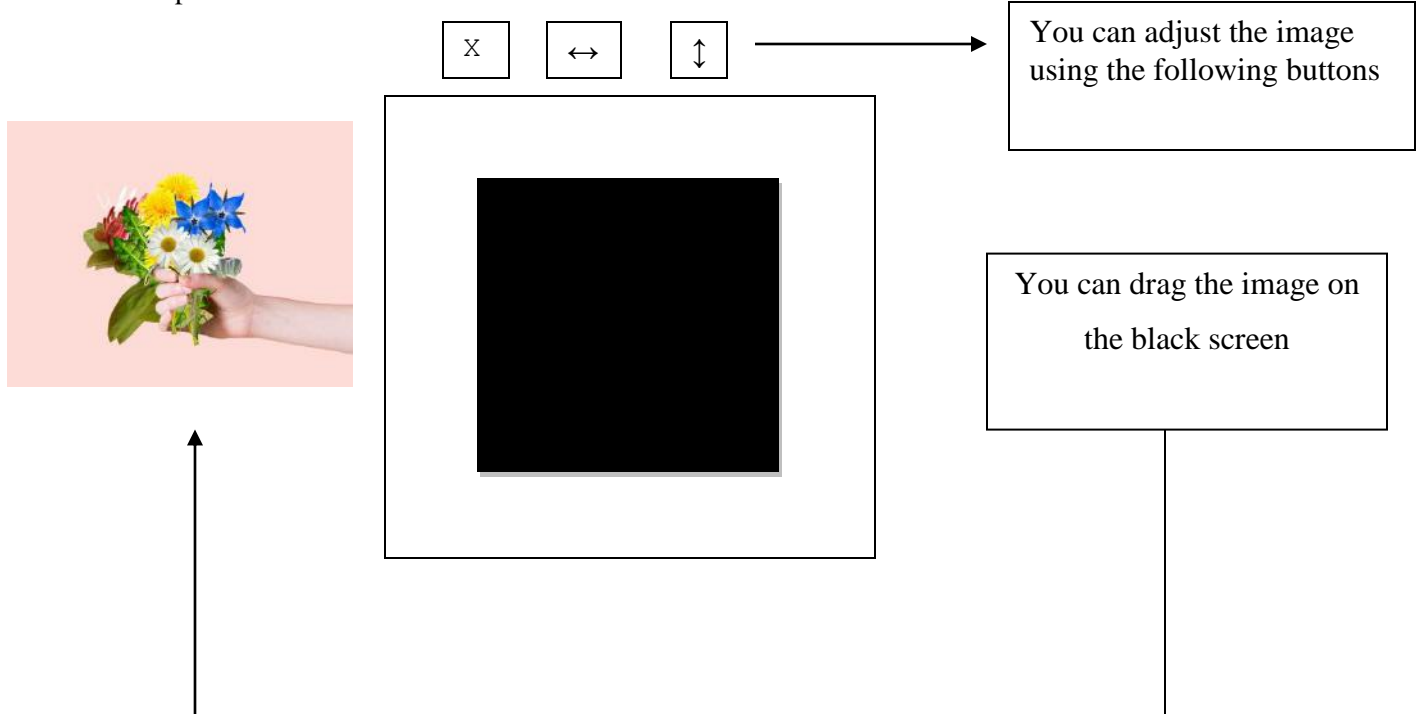 X ↔ ↕
You can adjust the image
using the following buttons
You can drag the image on
the black screen